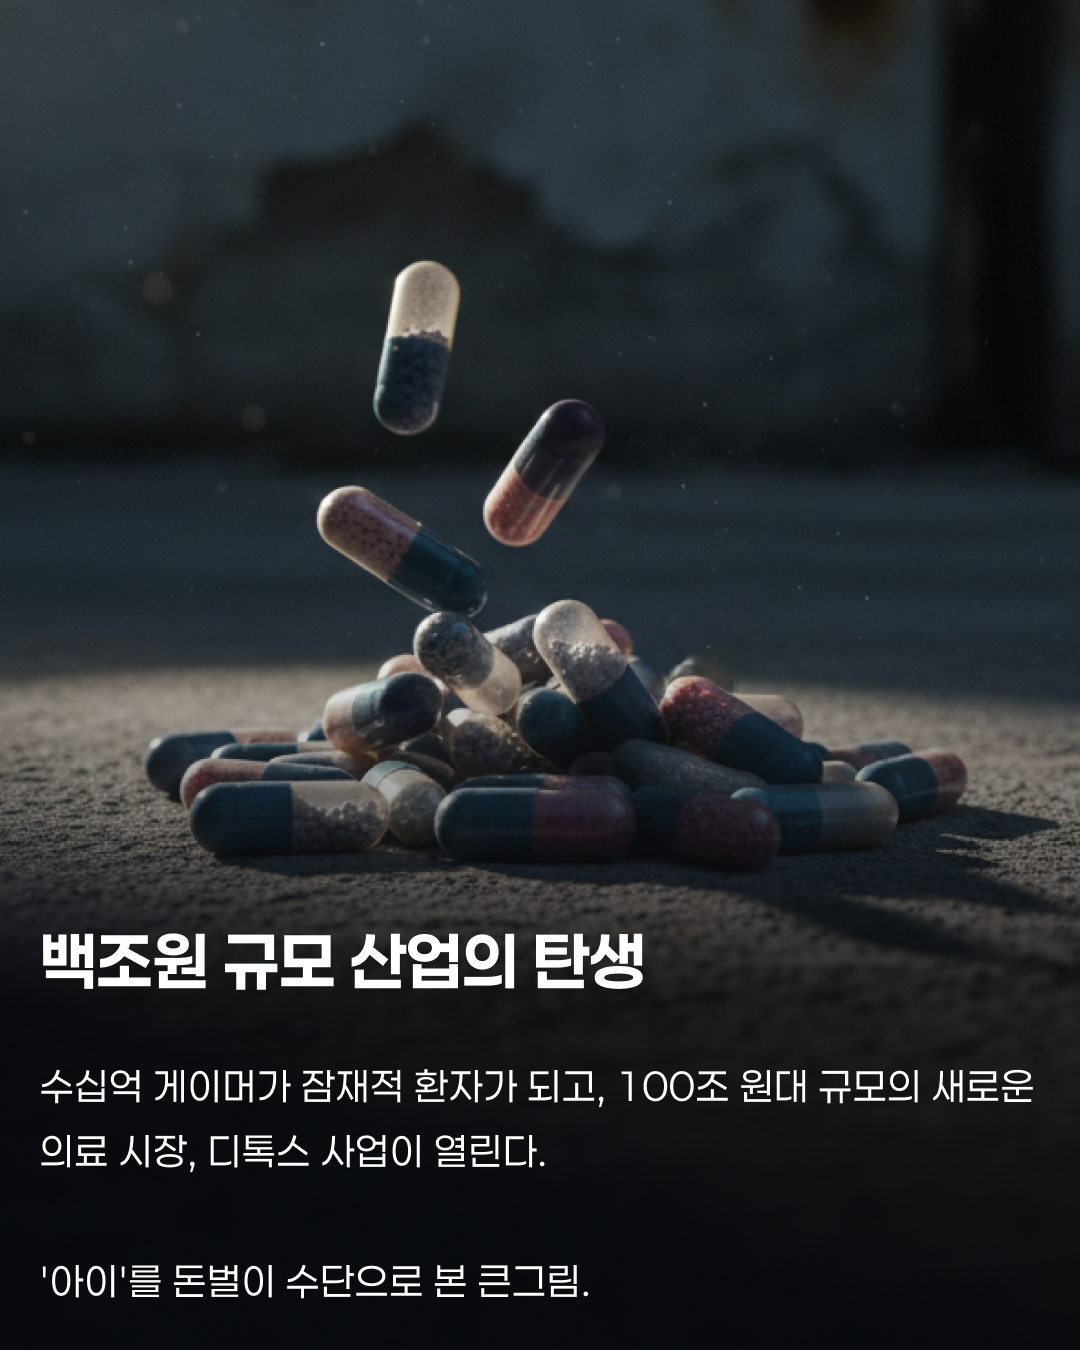 백조원 규모 산업의 탄생
수십억 게이머가 잠재적 환자가 되고, 100조 원대 규모의 새로운
의료 시장, 디톡스 사업이 열린다.
'아이'를 돈벌이 수단으로 본 큰그림.